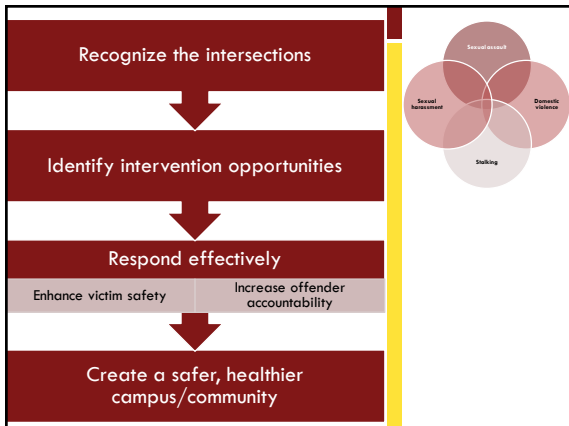 Recognize the intersections
Identify intervention opportunities
Respond effectively
Enhance victim safety
Increase offender
accountability
Create a safer, healthier
campus/community
Sexual assault
Sexual
harassment
Domestic
violence
Stalking